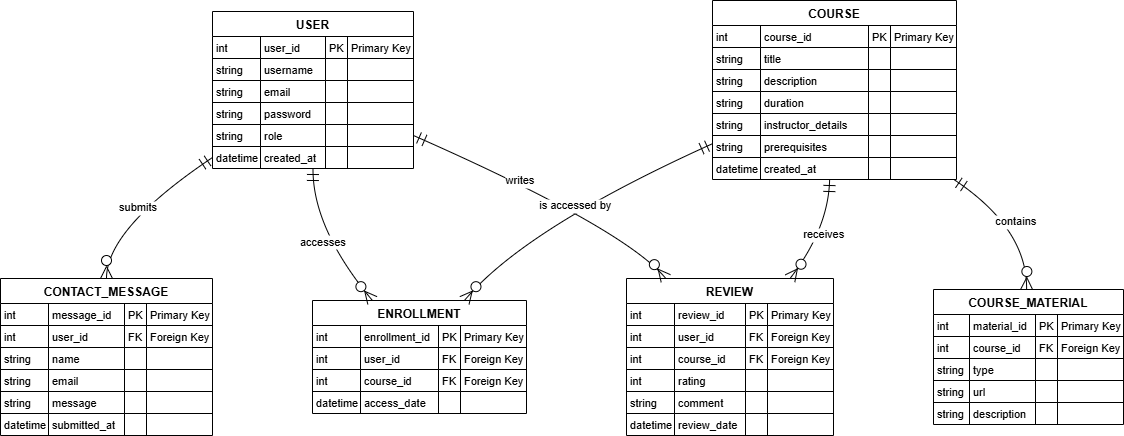 USER
int user_id PK Primary Key
string username
string email
string password
string role
datetime created_at
COURSE
int course_id PK Primary Key
string title
string description
string duration
string instructor_details
string prerequisites
datetime created_at
submits
accesses
writes
is accessed by
receives
contains
CONTACT_MESSAGE
int message_id PK Primary Key
int user_id FK Foreign Key
string name
string email
string message
datetime submitted_at
ENROLLMENT
int enrollment_id PK Primary Key
int user_id FK Foreign Key
int course_id FK Foreign Key
datetime access_date
REVIEW
int review_id PK Primary Key
int user_id FK Foreign Key
int course_id FK Foreign Key
int rating
string comment
datetime review_date
COURSE_MATERIAL
int material_id PK Primary Key
int course_id FK Foreign Key
string type
string url
string description